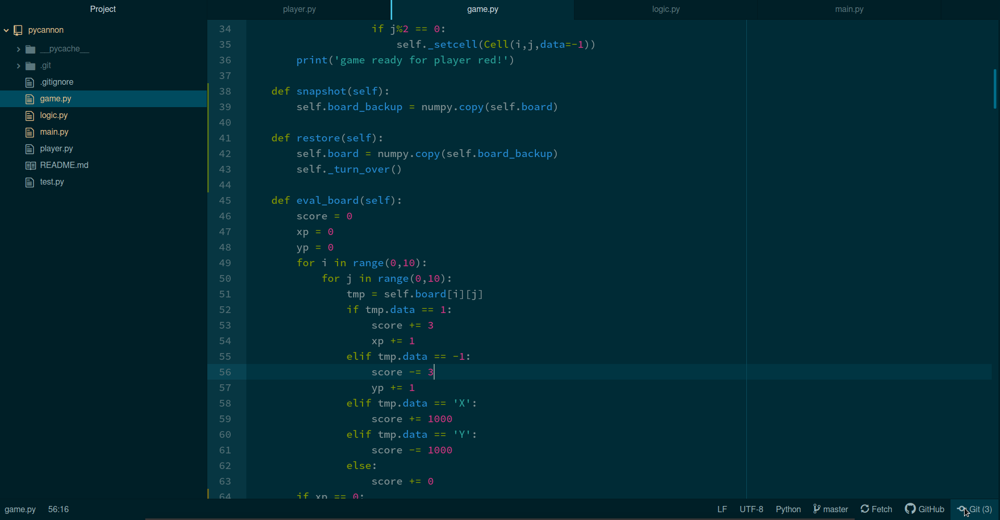 Project
pycannon
__pycache__
.git
.gitignore
game.py
logic.py
main.py
player.py
README.md
test.py
player.py
game.py
logic.py
main.py
34 if j%2 == 0:
35 self._setcell(Cell(i,j,data=-1))
36 print('game ready for player red!')
37
38 def snapshot(self):
39 self.board_backup = numpy.copy(self.board)
40
41 def restore(self):
42 self.board = numpy.copy(self.board_backup)
43 self._turn_over()
44
45 def eval_board(self):
46 score = 0
47 xp = 0
48 yp = 0
49 for i in range(0,10):
50 for j in range(0,10):
51 tmp = self.board[i][j]
52 if tmp.data == 1:
53 score += 3
54 xp += 1
55 elif tmp.data == -1:
56 score -= 3
57 yp += 1
58 elif tmp.data == 'X':
59 score += 1000
60 elif tmp.data == 'Y':
61 score -= 1000
62 else:
63 score += 0
64 if xp == 0:
game.py 56:16 LF UTF-8 Python master Fetch GitHub Git (3)